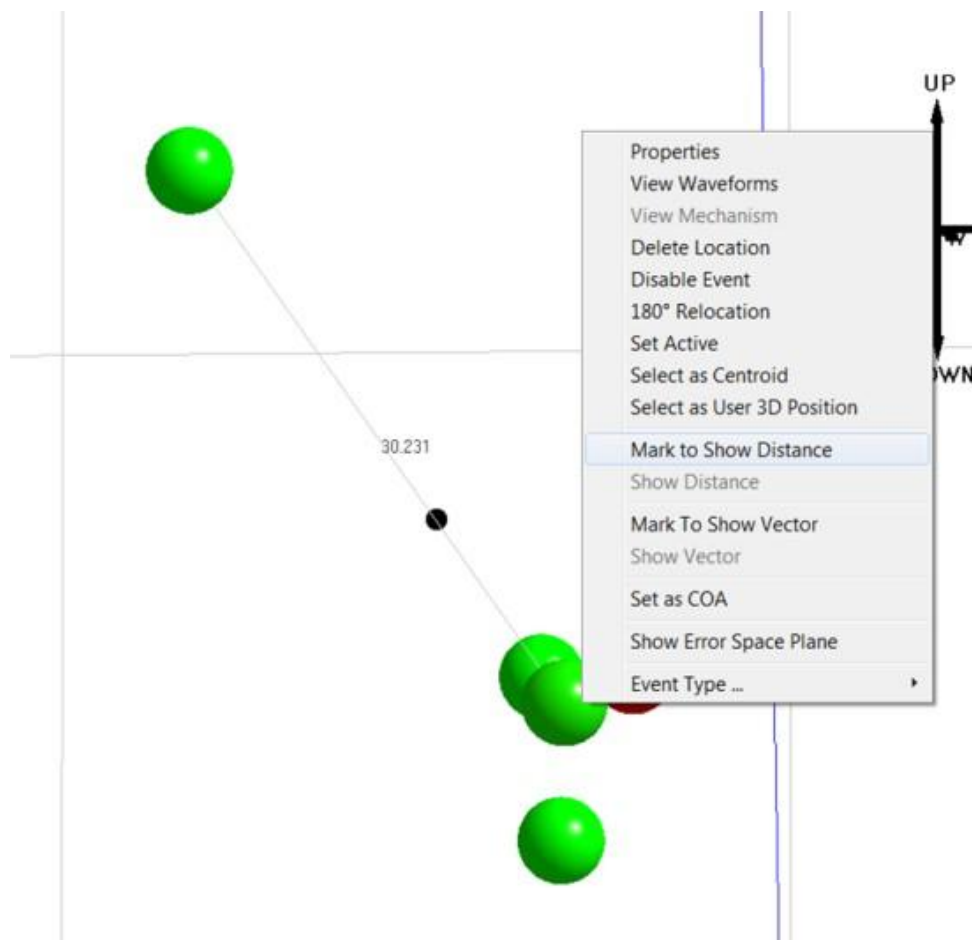 UP
Properties
View Waveforms
View Mechanism
Delete Location
Disable Event
180° Relocation
W
Set Active
OWN
Select as Centroid
Select as User 3D Position
30.231
Mark to Show Distance
Show Distance
Mark To Show Vector
Show Vector
Set as COA
Show Error Space Plane
Event Type ...